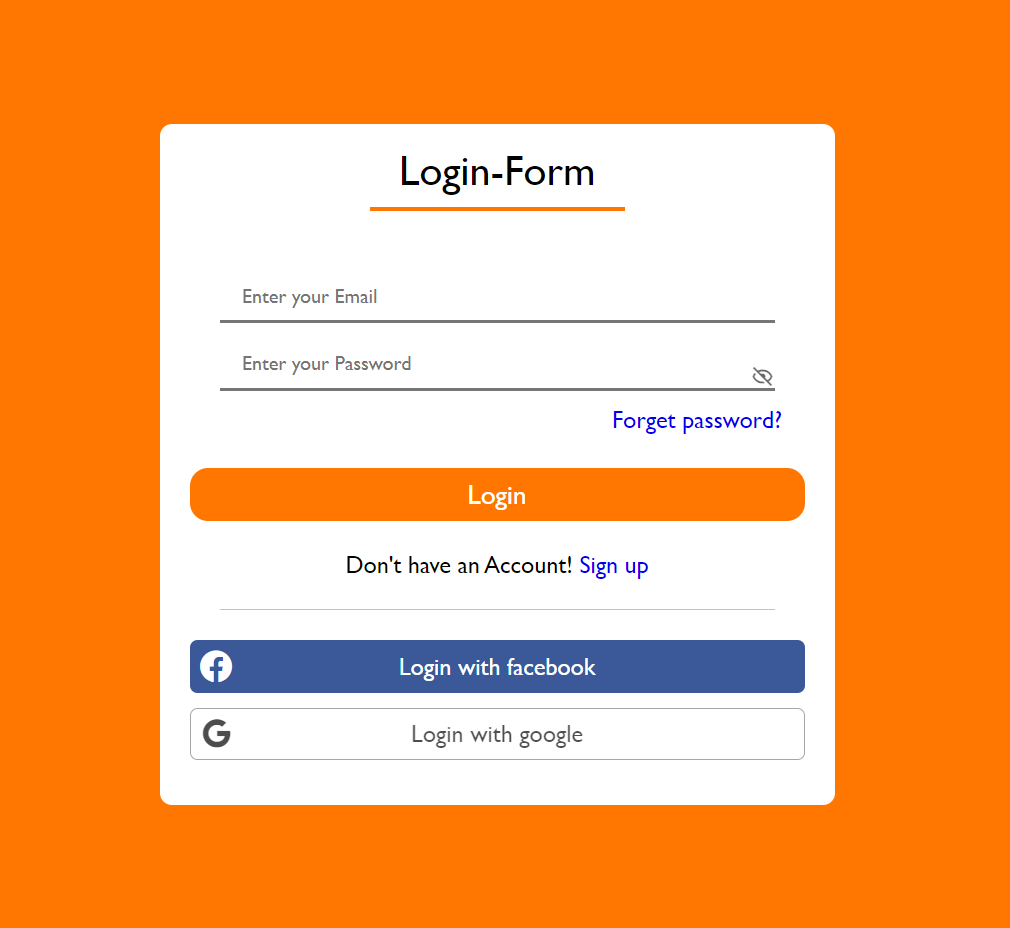 Login-Form
Enter your Email
Enter your Password
Forget password?
Login
Don't have an Account! Sign up
Login with facebook
Login with google